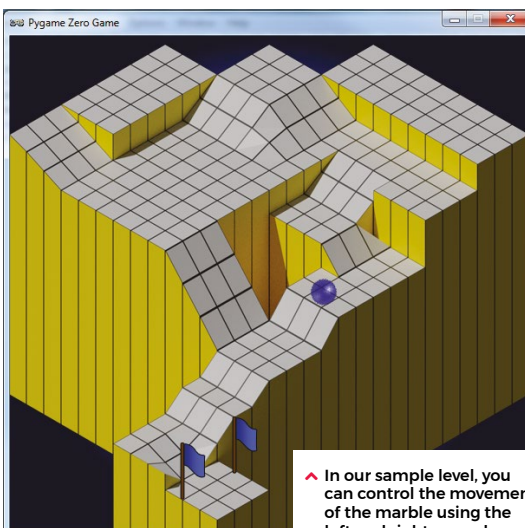 Pygame Zero Game
In our sample level, you
can control the movemen
of the marble using the